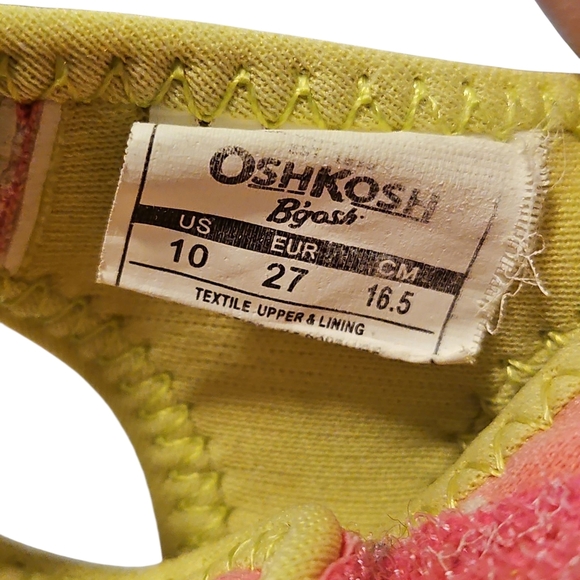 OSHKOSH
B'gosh
US EUR CM
10 27 16.5
TEXTILE UPPER & LINING